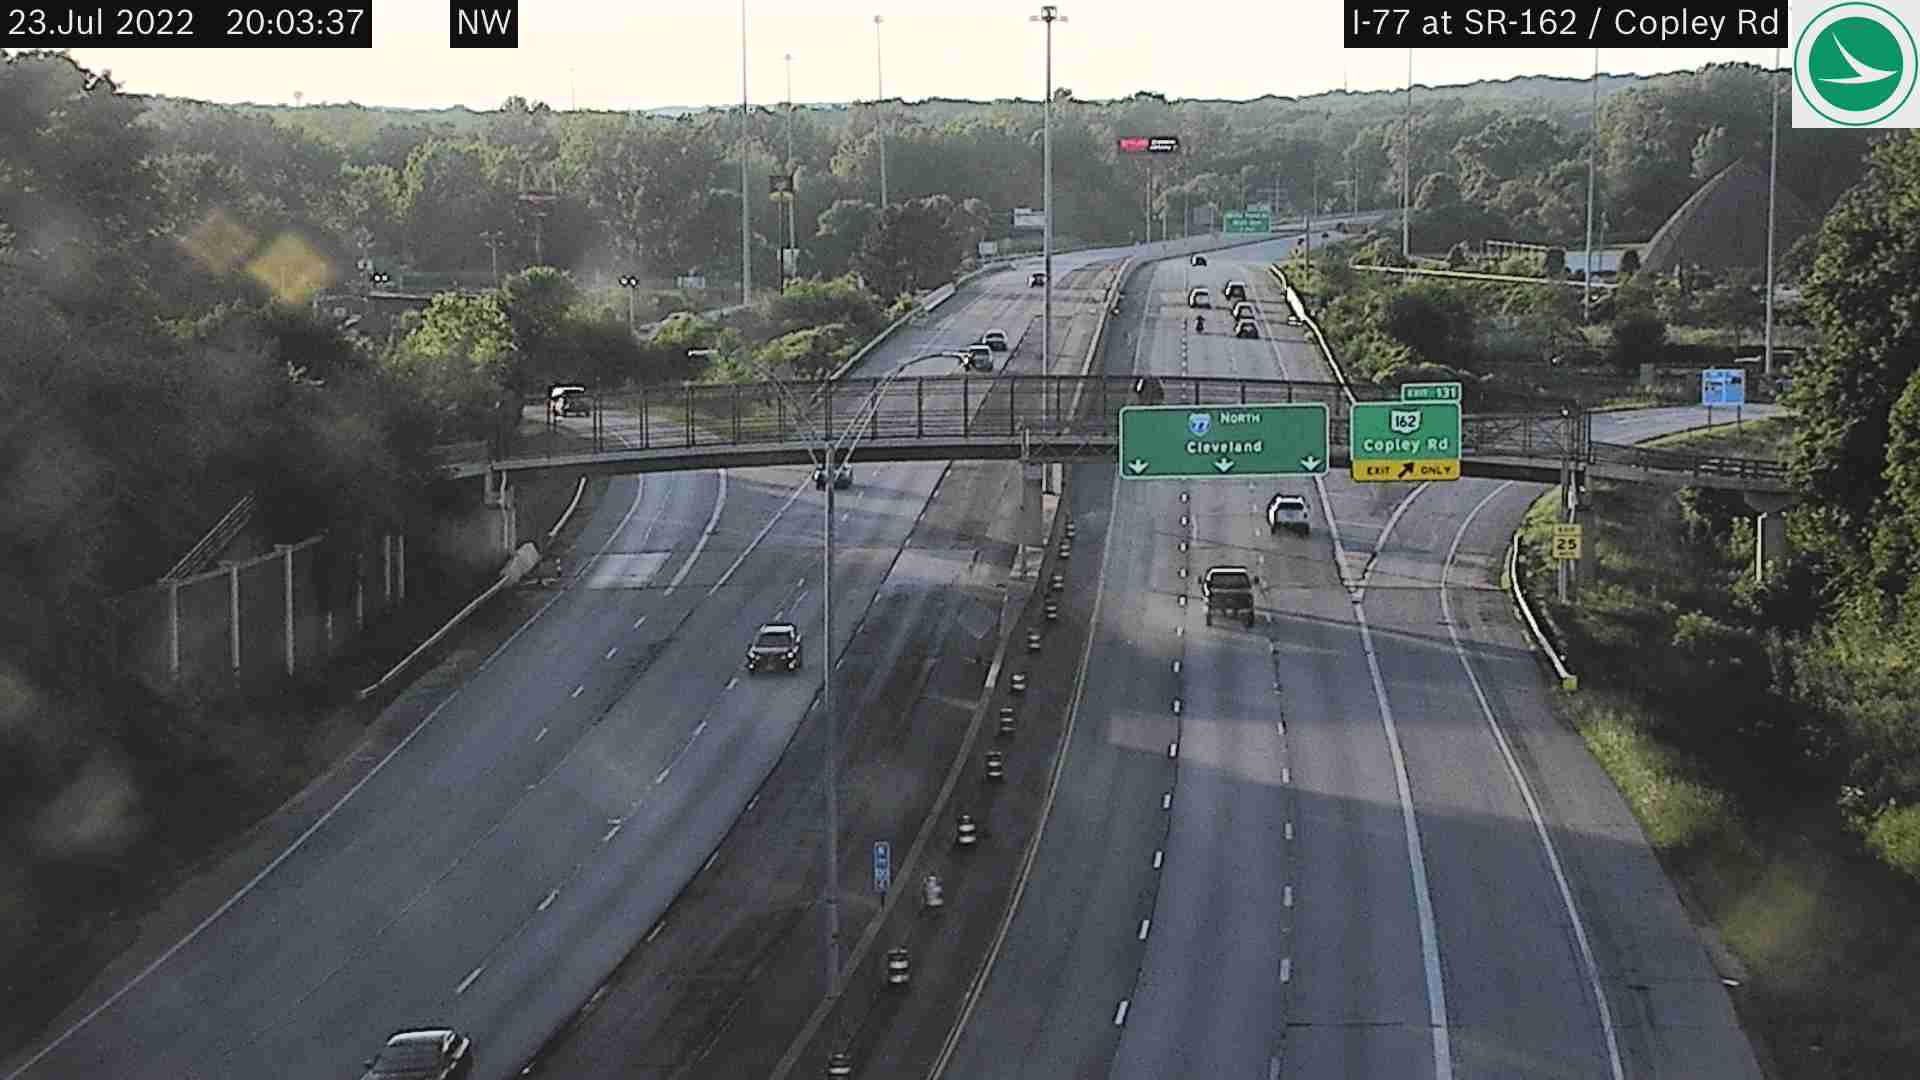 23.Jul 2022 20:03:37
NW
I-77 at SR-162 / Copley Rd
EXIT 131
77 NORTH
Cleveland
162
Copley Rd
EXIT ONLY
25